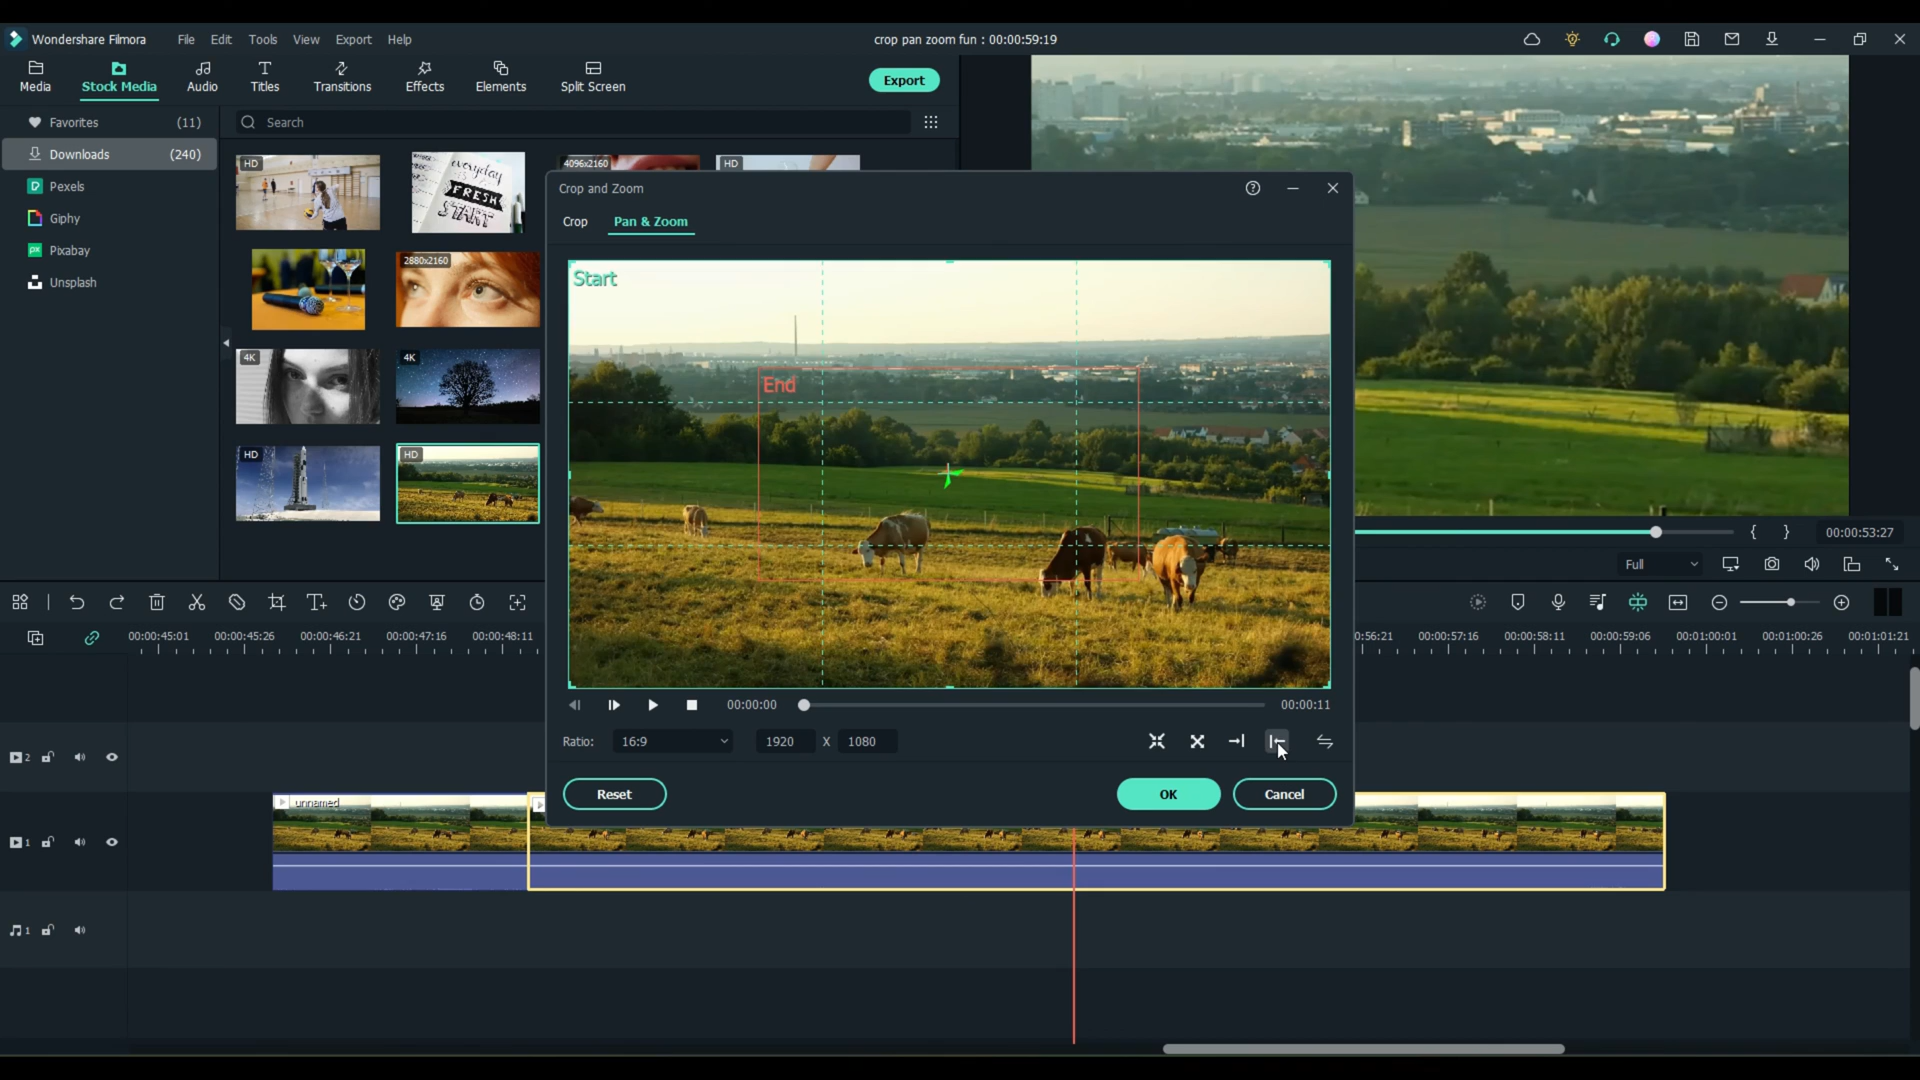 Wondershare Filmora File Edit Tools View Export Help crop pan zoom fun : 00:00:59:19
Media Stock Media Audio Titles Transitions Effects Elements Split Screen Export
Favorites (11)
Search
Downloads (240)
Pexels
Giphy
Pixabay
Unsplash
HD
everyday
FRESH
START
4096x2160
HD
2880x2160
4K
4K
HD
HD
Crop and Zoom
Crop Pan & Zoom
Start
End
00:00:00 00:00:11
Ratio: 16:9 1920 X 1080
Reset OK Cancel
{ } 00:00:53:27
Full
00:00:45:01 00:00:45:26 00:00:46:21 00:00:47:16 00:00:48:11 0:56:21 00:00:57:16 00:00:58:11 00:00:59:06 00:01:00:01 00:01:00:26 00:01:01:21
2
unnamed
1
1